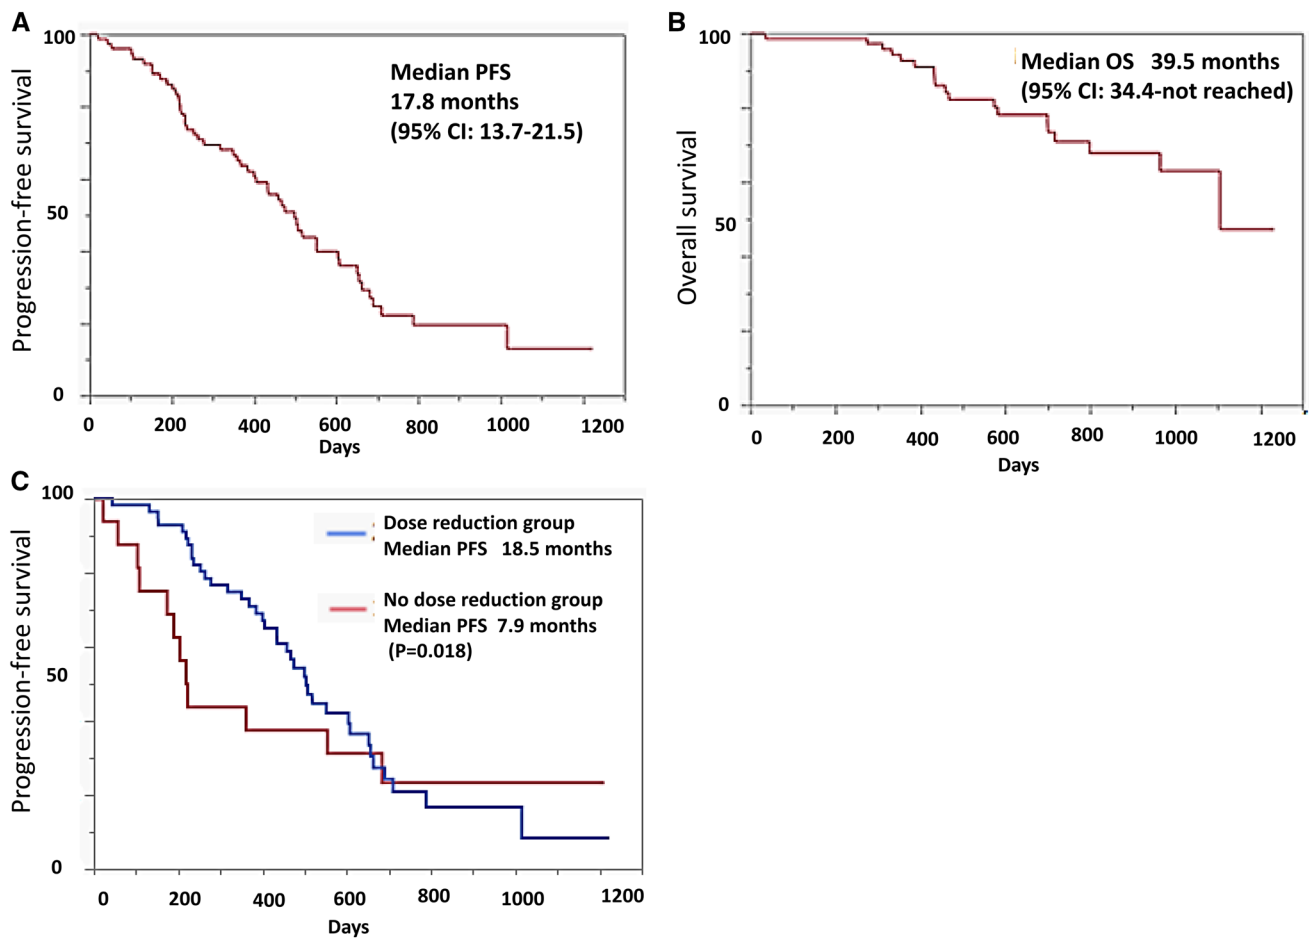 A
100
50
0
Progression-free survival
Median PFS
17.8 months
(95% CI: 13.7-21.5)
0 200 400 600 800 1000 1200
Days
B
100
50
0
Overall survival
Median OS 39.5 months
(95% CI: 34.4-not reached)
0 200 400 600 800 1000 1200
Days
C
100
50
0
Progression-free survival
Dose reduction group
Median PFS 18.5 months
No dose reduction group
Median PFS 7.9 months
(P=0.018)
0 200 400 600 800 1000 1200
Days